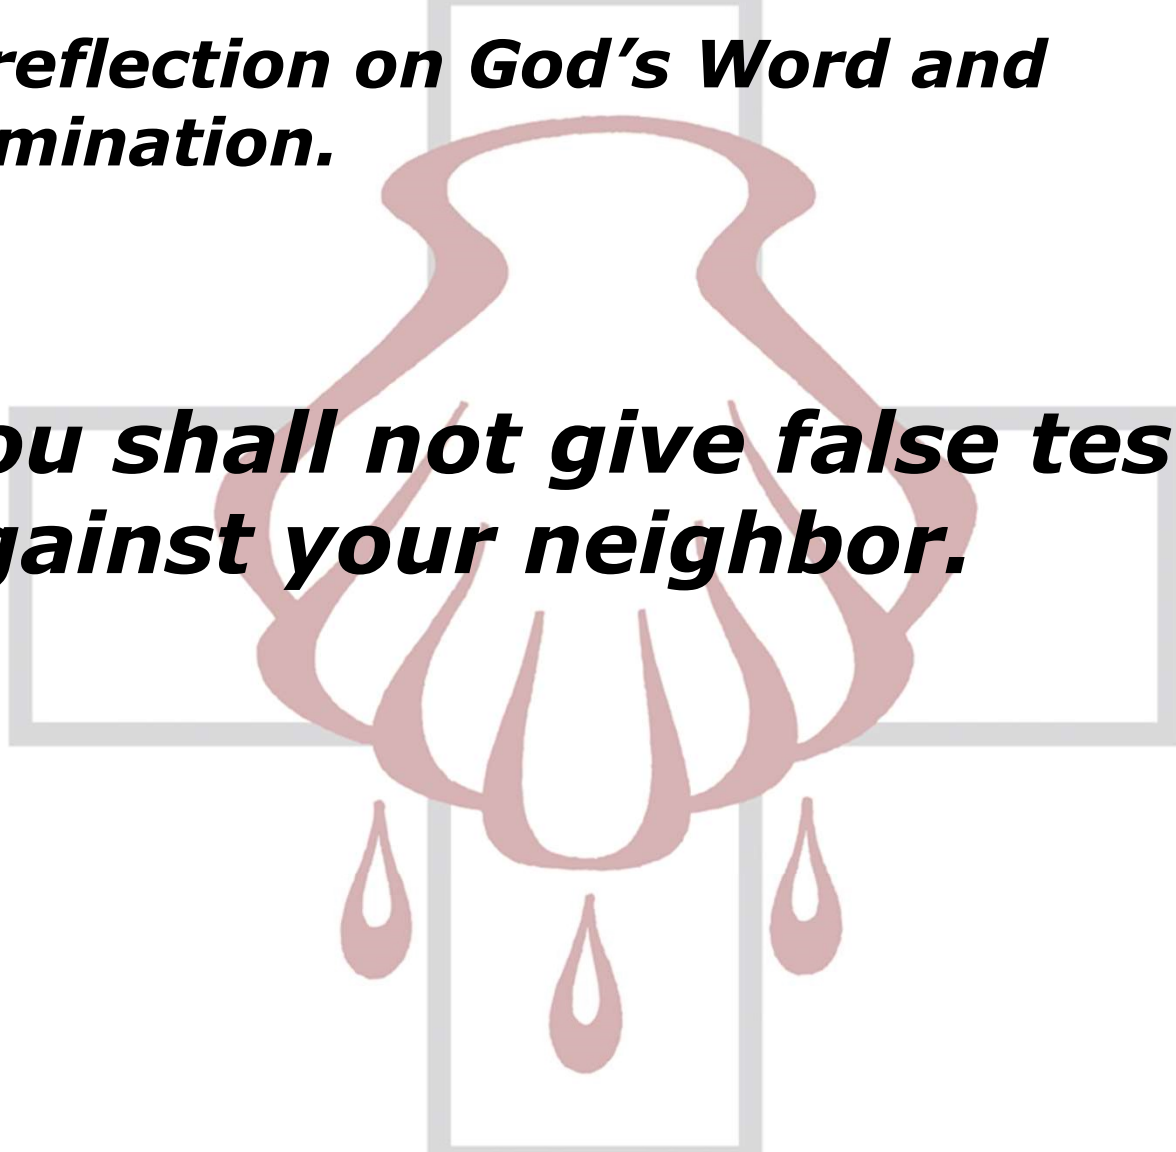 reflection on God’s Word and
mination.
ou shall not give false tes
gainst your neighbor.